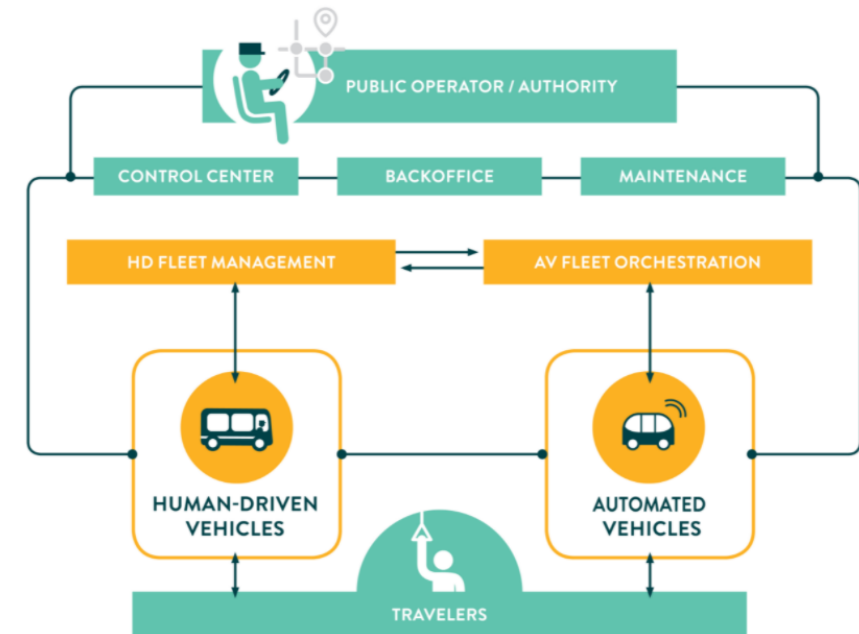 PUBLIC OPERATOR / AUTHORITY
CONTROL CENTER
BACKOFFICE
MAINTENANCE
HD FLEET MANAGEMENT
AV FLEET ORCHESTRATION
HUMAN-DRIVEN
VEHICLES
AUTOMATED
VEHICLES
TRAVELERS